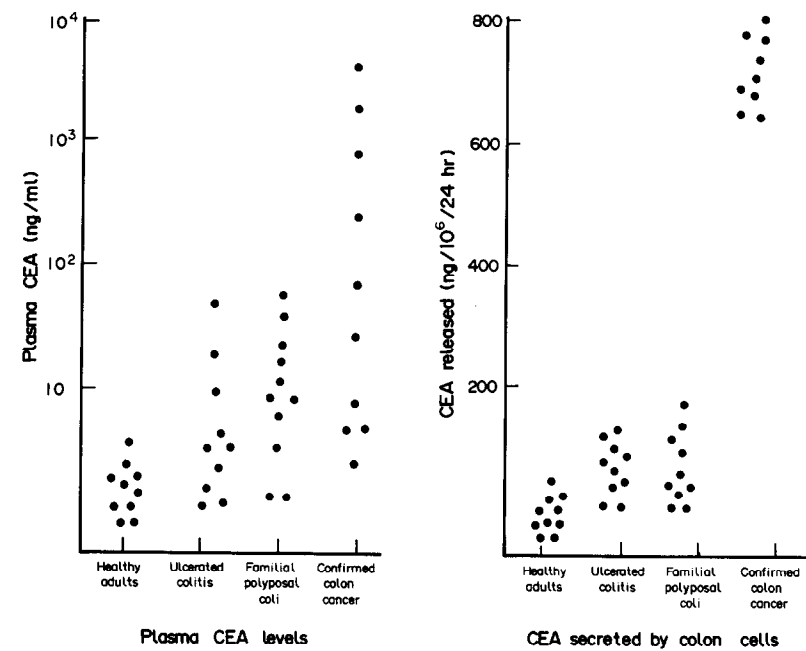 10⁴
10³
10²
10
Plasma CEA (ng/ml)
Healthy
adults
Ulcerated
colitis
Familial
polyposal
coli
Confirmed
colon
cancer
Plasma CEA levels
800
600
400
200
CEA released (ng/10⁶/24 hr)
Healthy
adults
Ulcerated
colitis
Familial
polyposal
coli
Confirmed
colon
cancer
CEA secreted by colon cells